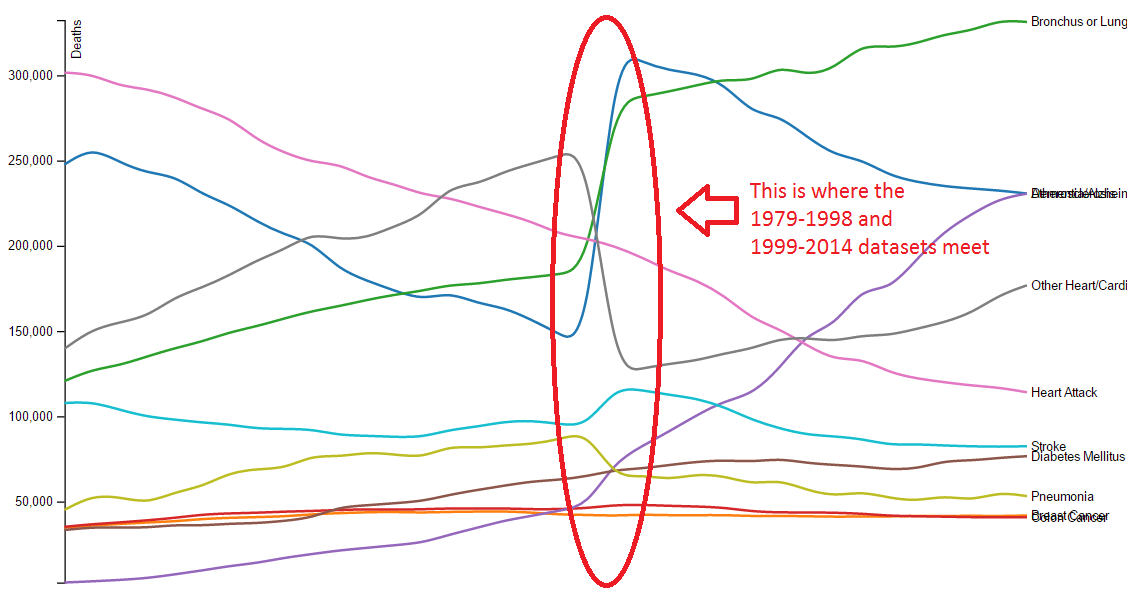 Deaths
300,000
250,000
200,000
150,000
100,000
50,000
Bronchus or Lung
This is where the
1979-1998 and
1999-2014 datasets meet
Other Heart/Cardi
Heart Attack
Stroke
Diabetes Mellitus
Pneumonia
Breast Cancer
Colon Cancer